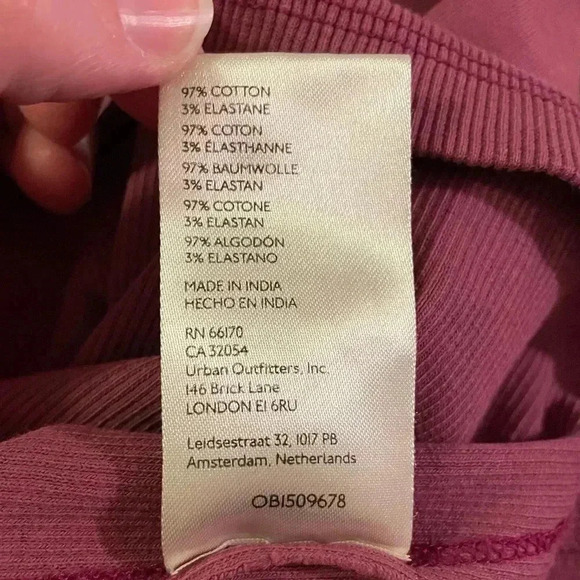 97% COTTON
3% ELASTANE
97% COTON
3% ÉLASTHANNE
97% BAUMWOLLE
3% ELASTAN
97% COTONE
3% ELASTAN
97% ALGODÓN
3% ELASTANO
MADE IN INDIA
HECHO EN INDIA
RN 66170
CA 32054
Urban Outfitters, Inc.
146 Brick Lane
LONDON E1 6RU
Leidsestraat 32, 1017 PB
Amsterdam, Netherlands
OB1509678